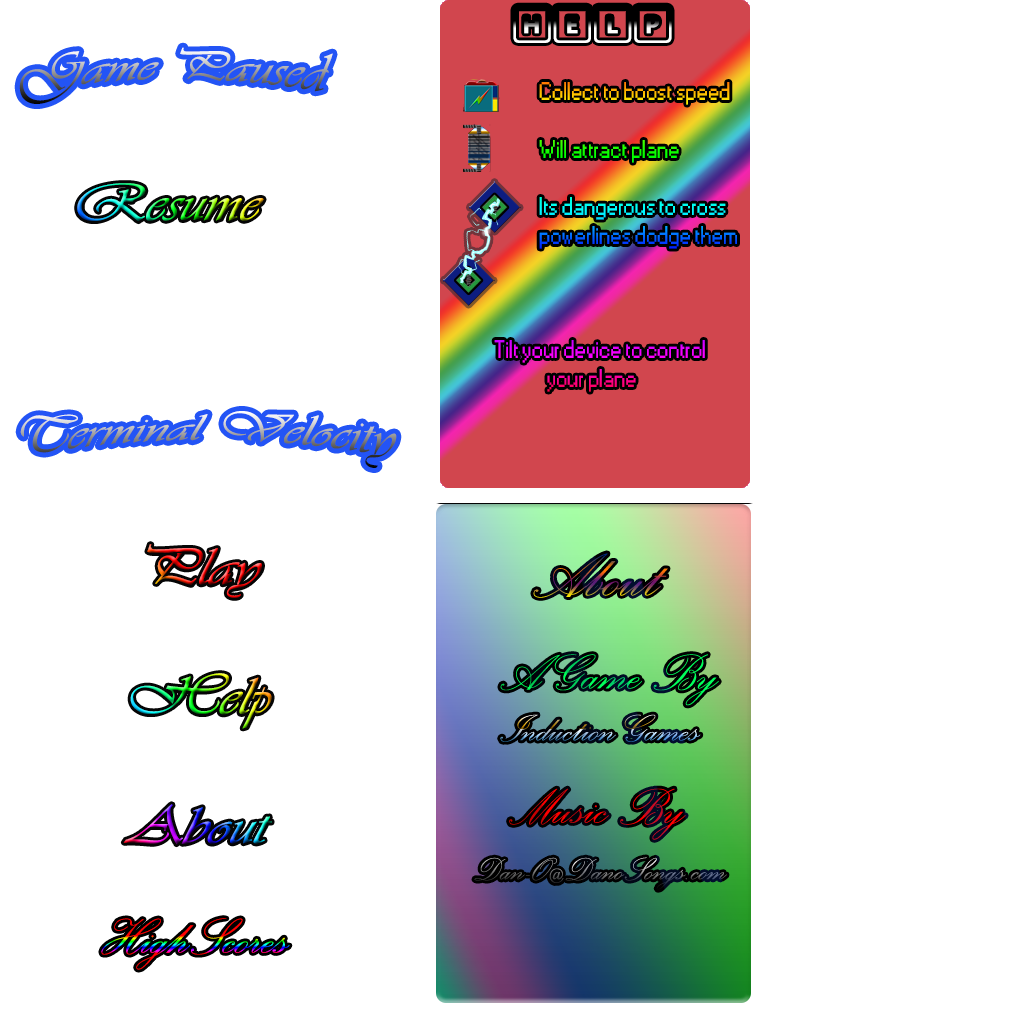 Game Paused
Resume
Terminal Velocity
Play
Help
About
High Scores
HELP
Collect to boost speed
Will attract plane
Its dangerous to cross
powerlines dodge them
Tilt your device to control
your plane
About
A Game By
Induction Games
Music By
Dan-O@DanoSongs.com